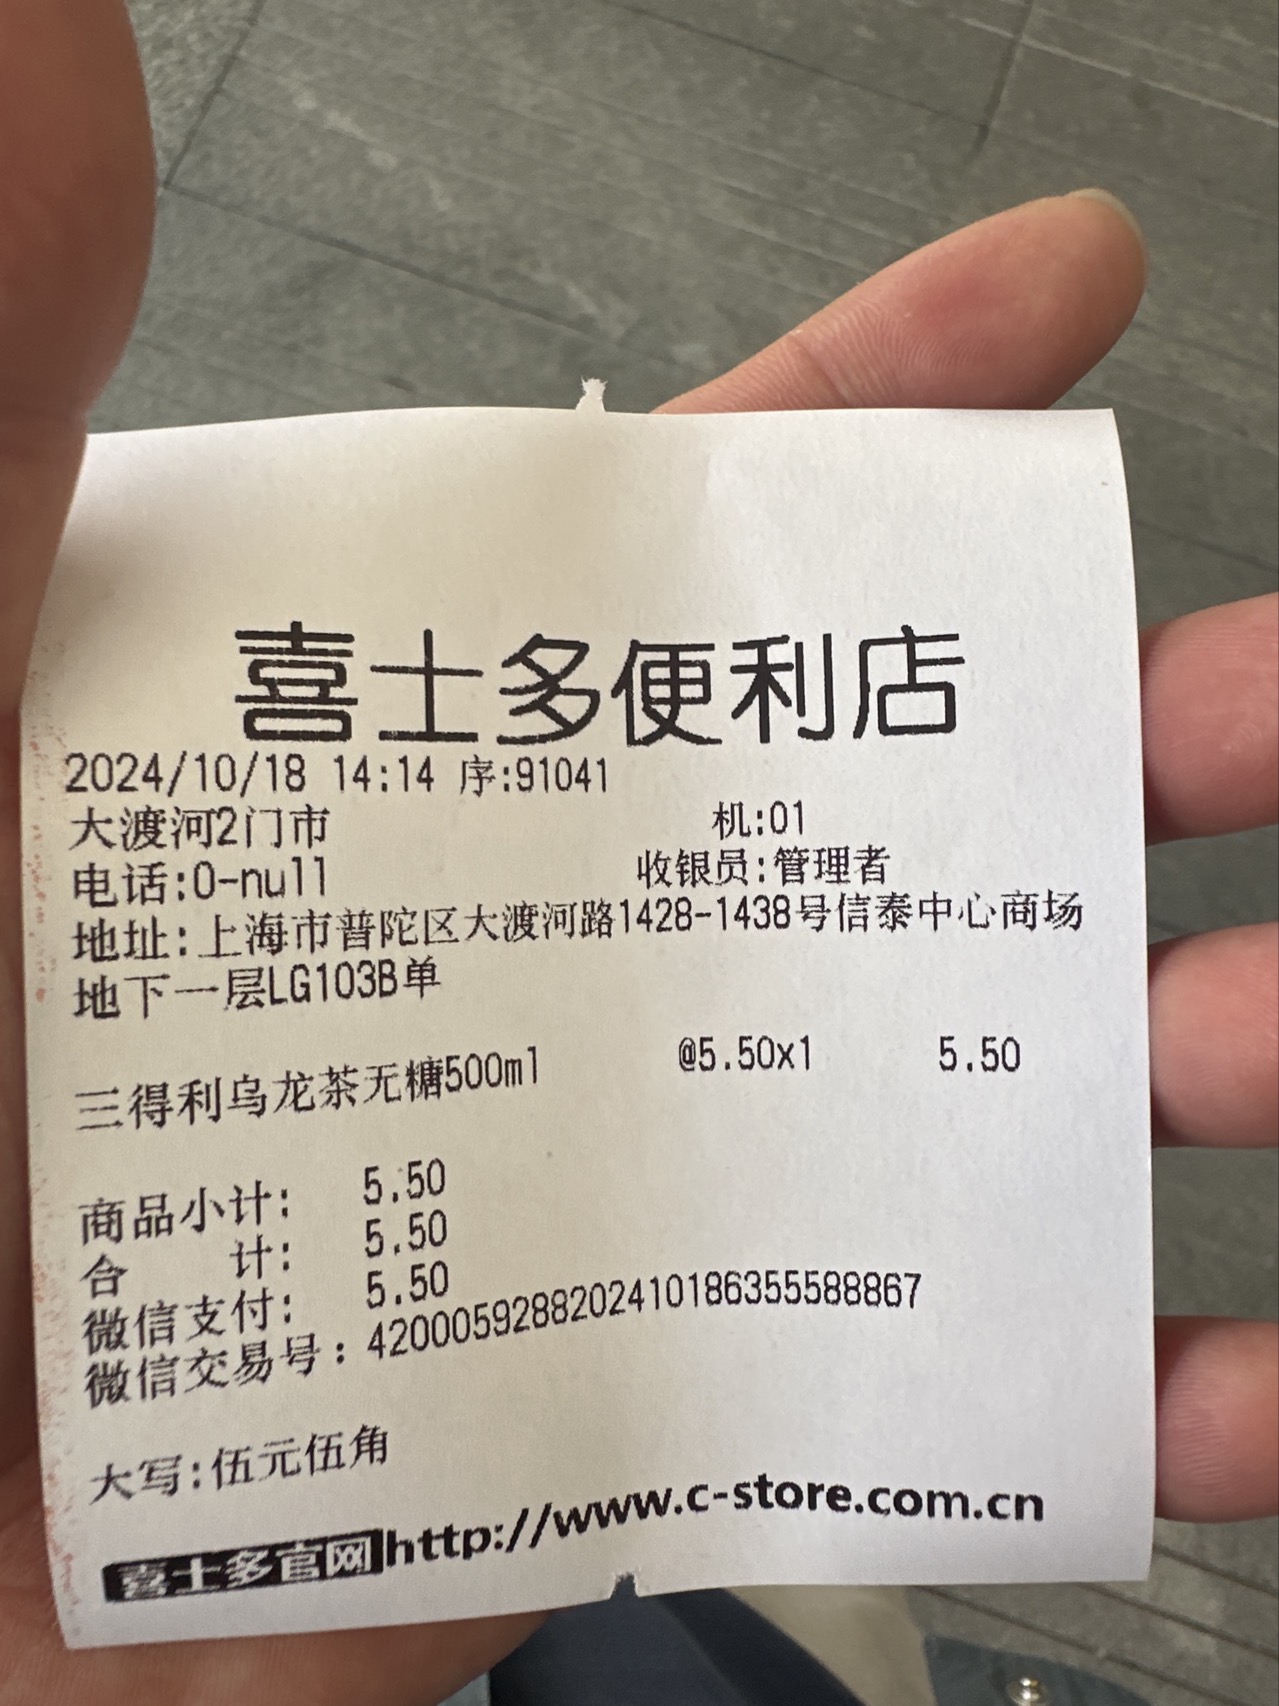 喜士多便利店
2024/10/18 14:14 序:91041
大渡河2门市 机:01
电话:0-null 收银员:管理者
地址:上海市普陀区大渡河路1428-1438号信泰中心商场
地下一层LG103B单
三得利乌龙茶无糖500ml @5.50x1 5.50
商品小计: 5.50
合 计: 5.50
微信支付: 5.50
微信交易号：4200059288202410186355588867
大写:伍元伍角
喜士多官网http://www.c-store.com.cn